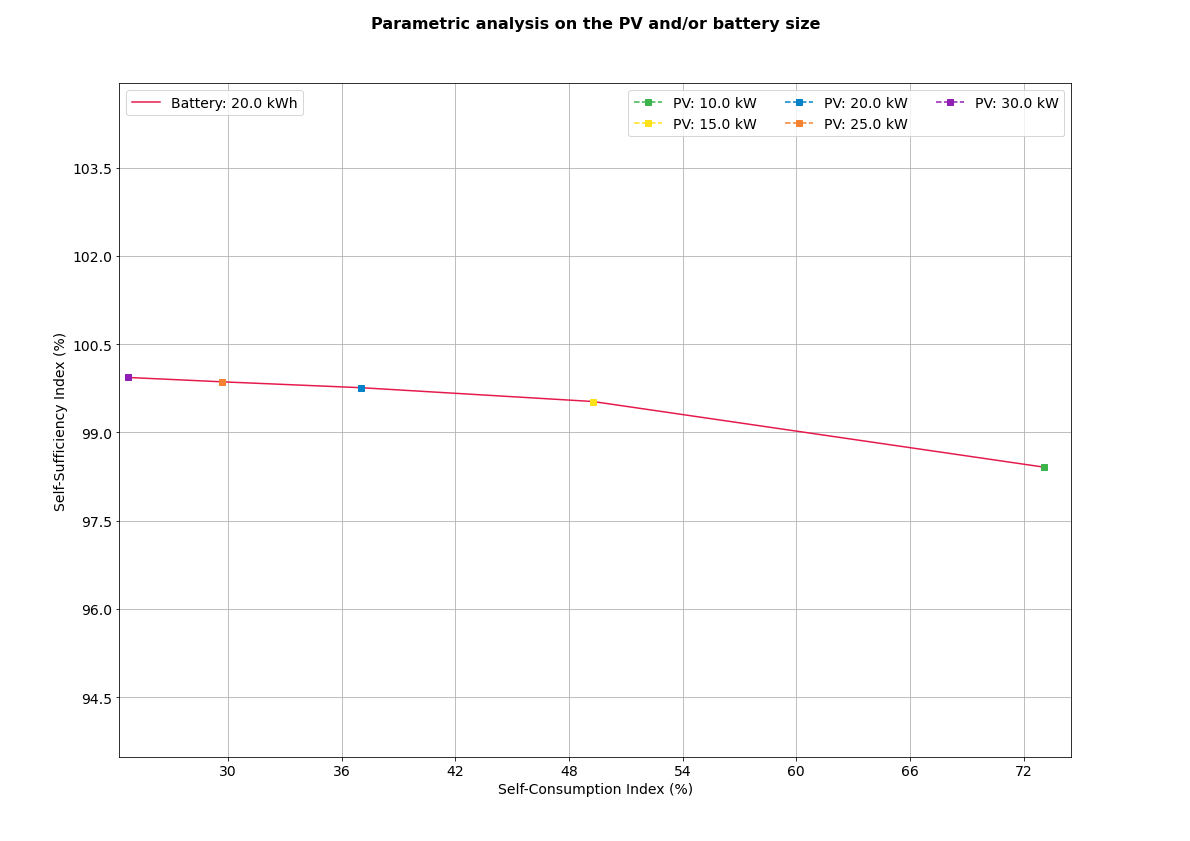 Parametric analysis on the PV and/or battery size
Battery: 20.0 kWh
PV: 10.0 kW PV: 20.0 kW PV: 30.0 kW
PV: 15.0 kW PV: 25.0 kW
103.5
102.0
100.5
99.0
97.5
96.0
94.5
Self-Sufficiency Index (%)
30 36 42 48 54 60 66 72
Self-Consumption Index (%)